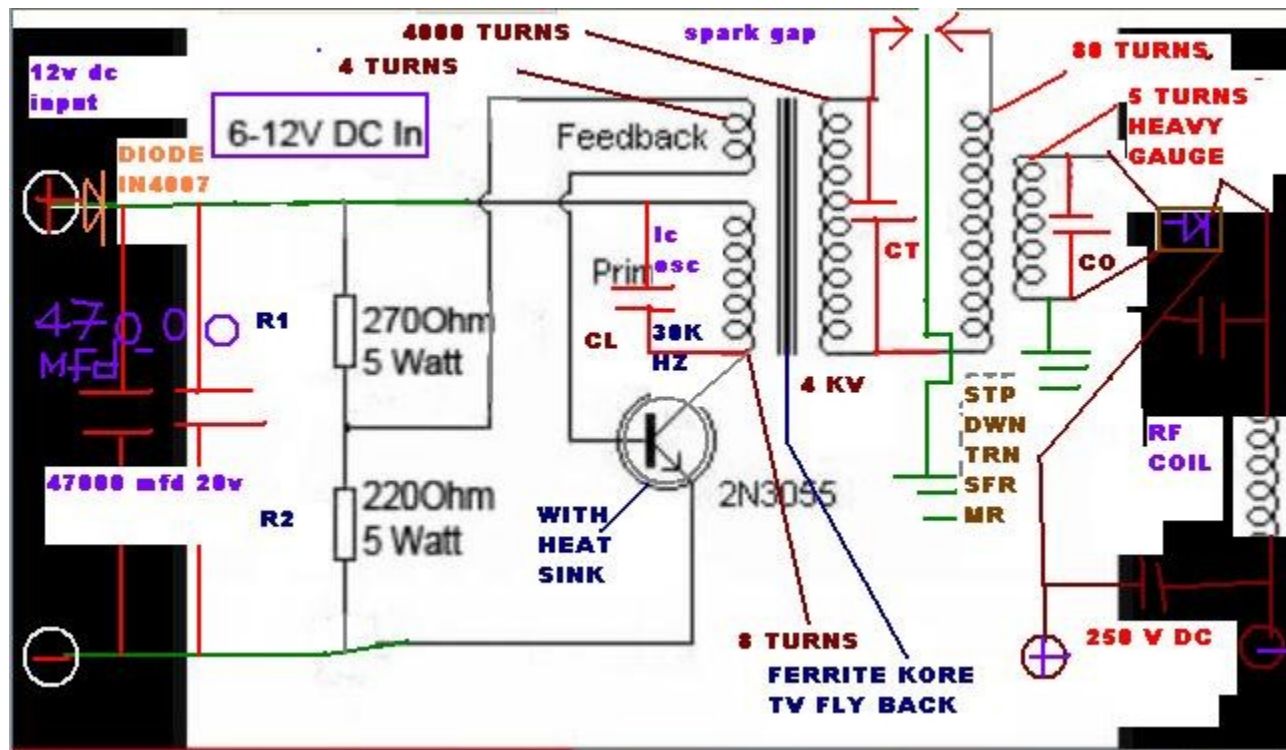 4000 TURNS
spark gap
4 TURNS
80 TURNS
12v dc
input
6-12V DC In
5 TURNS
HEAVY
GAUGE
DIODE
IN4007
Feedback
Ic
osc
Prim
CT
CO
47000
MFd
R1
270Ohm
5 Watt
CL
30K
HZ
4 KV
STP
DWN
TRN
SFR
MR
RF
COIL
47000 mfd 20v
R2
220Ohm
5 Watt
2N3055
WITH
HEAT
SINK
8 TURNS
250 V DC
FERRITE KORE
TV FLY BACK